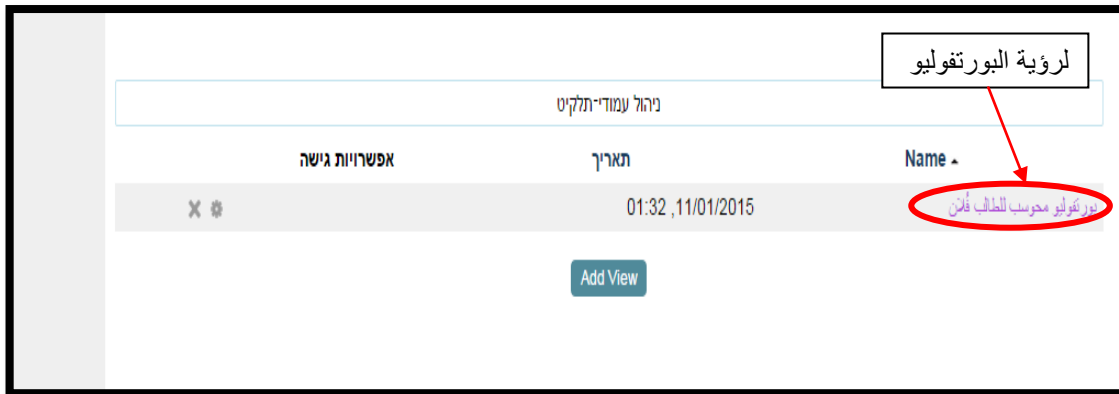 لرؤية البورتفوليو
ניהול עמודי־תלקיט
Name תאריך אפשרויות גישה
بورتفوليو محوسب للطالب فُلان 01:32 ,11/01/2015
Add View